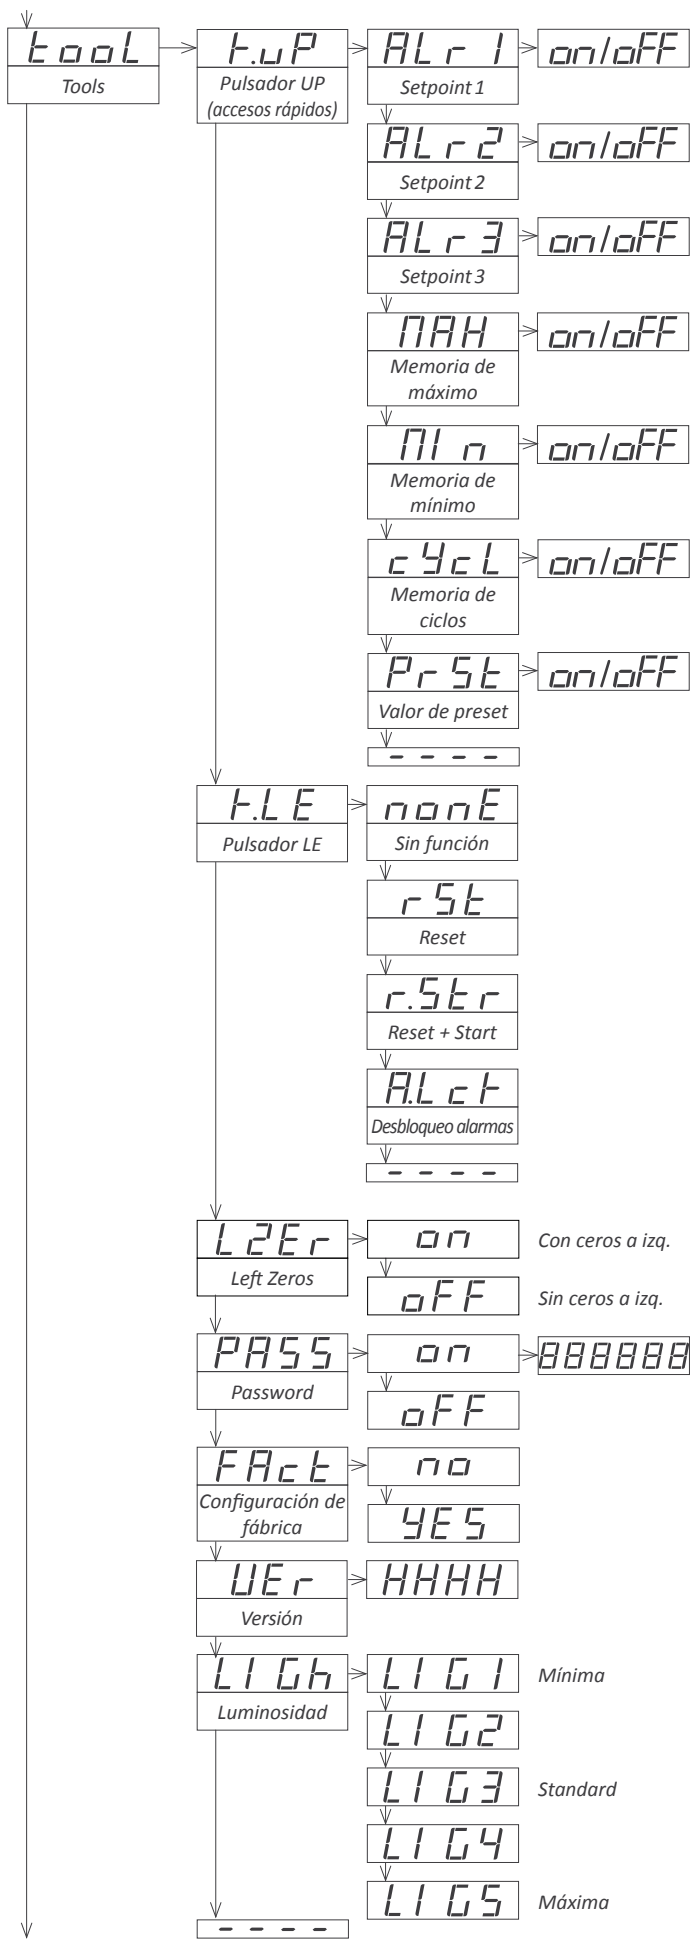 tooL
Tools
t.uP
Pulsador UP
(accesos rápidos)
ALr1
Setpoint 1
on/oFF
ALr2
Setpoint 2
on/oFF
ALr3
Setpoint 3
on/oFF
MAX
Memoria de
máximo
on/oFF
MIn
Memoria de
mínimo
on/oFF
cYcL
Memoria de
ciclos
on/oFF
PrSt
Valor de preset
on/oFF
----
K.LE
Pulsador LE
nonE
Sin función
rSt
Reset
r.Str
Reset + Start
A.LcK
Desbloqueo alarmas
----
LZEr
Left Zeros
on
Con ceros a izq.
oFF
Sin ceros a izq.
PASS
Password
on
888888
oFF
FAct
Configuración de
fábrica
no
YES
VEr
Versión
HHHH
LIGh
Luminosidad
LIG1
Mínima
LIG2
LIG3
Standard
LIG4
LIG5
Máxima
----